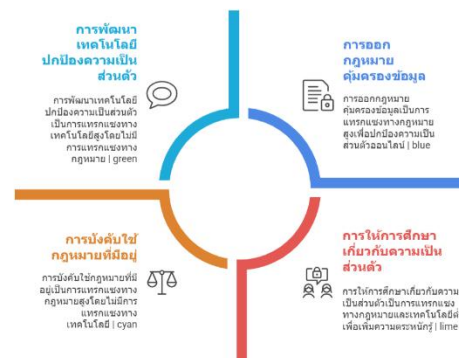 การพัฒนา
เทคโนโลยี
ปกป้องความเป็น
ส่วนตัว
การพัฒนาเทคโนโลยี
ปกป้องความเป็นส่วนตัว
เป็นการแทรกแซงทาง
เทคโนโลยีสูงโดยไม่มี
การแทรกแซงทาง
กฎหมาย | green
การออก
กฎหมาย
คุ้มครองข้อมูล
การออกกฎหมาย
คุ้มครองข้อมูลเป็นการ
แทรกแซงทางกฎหมาย
สูงเพื่อปกป้องความเป็น
ส่วนตัวออนไลน์ | blue
การบังคับใช้
กฎหมายที่มีอยู่
การบังคับใช้กฎหมายที่มี
อยู่เป็นการแทรกแซงทาง
กฎหมายสูงโดยไม่มีการ
แทรกแซงทาง
เทคโนโลยี | cyan
การให้การศึกษา
เกี่ยวกับความเป็น
ส่วนตัว
การให้การศึกษาเกี่ยวกับความ
เป็นส่วนตัวเป็นการแทรกแซง
ทางกฎหมายและเทคโนโลยีต่
เพื่อเพิ่มความตระหนักรู้ | lime